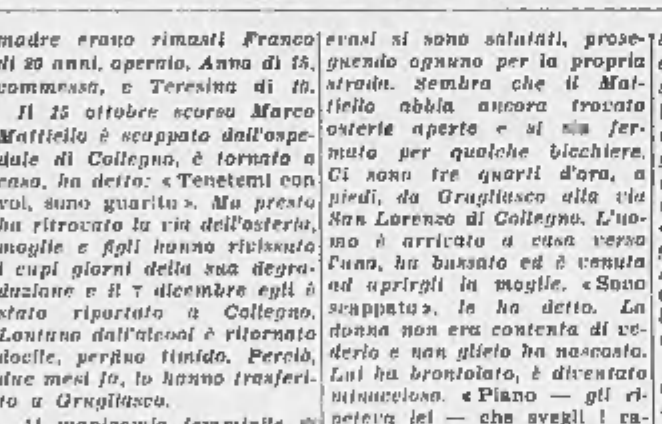 madre erano rimasti Franco
di 20 anni, operaio, Anna di 15,
commessa, e Teresina di 10.
Il 25 ottobre scorso Marco
Mattiello è scappato dall'ospe-
dale di Collegno, è tornato a
casa, ha detto: « Tenetemi con
voi, sono guarito ». Ma presto
ha ritrovato la via dell'osteria,
moglie e figli hanno rivissuto
i cupi giorni della sua degra-
dazione e il 7 dicembre egli è
stato riportato a Collegno.
Lontano dall'alcool è ritornato
docile, perfino timido. Perciò,
due mesi fa, lo hanno trasferi-
to a Grugliasco.
manicomio femminile
evasi si sono salutati, prose-
guendo ognuno per la propria
strada. Sembra che il Mat-
tiello abbia ancora trovato
osterie aperte e si sia fer-
mato per qualche bicchiere.
Ci sono tre quarti d'ora, a
piedi, da Grugliasco alla via
San Lorenzo di Collegno. L'uo-
mo è arrivato a casa verso
l'una, ha bussato ed è venuta
ad aprirgli la moglie. « Sono
scappato », le ha detto. La
donna non era contenta di ve-
derlo e non glielo ha nascosto.
Lui ha brontolato, è diventato
minaccioso. « Piano — gli ri-
peteva lei — che svegli i ra-